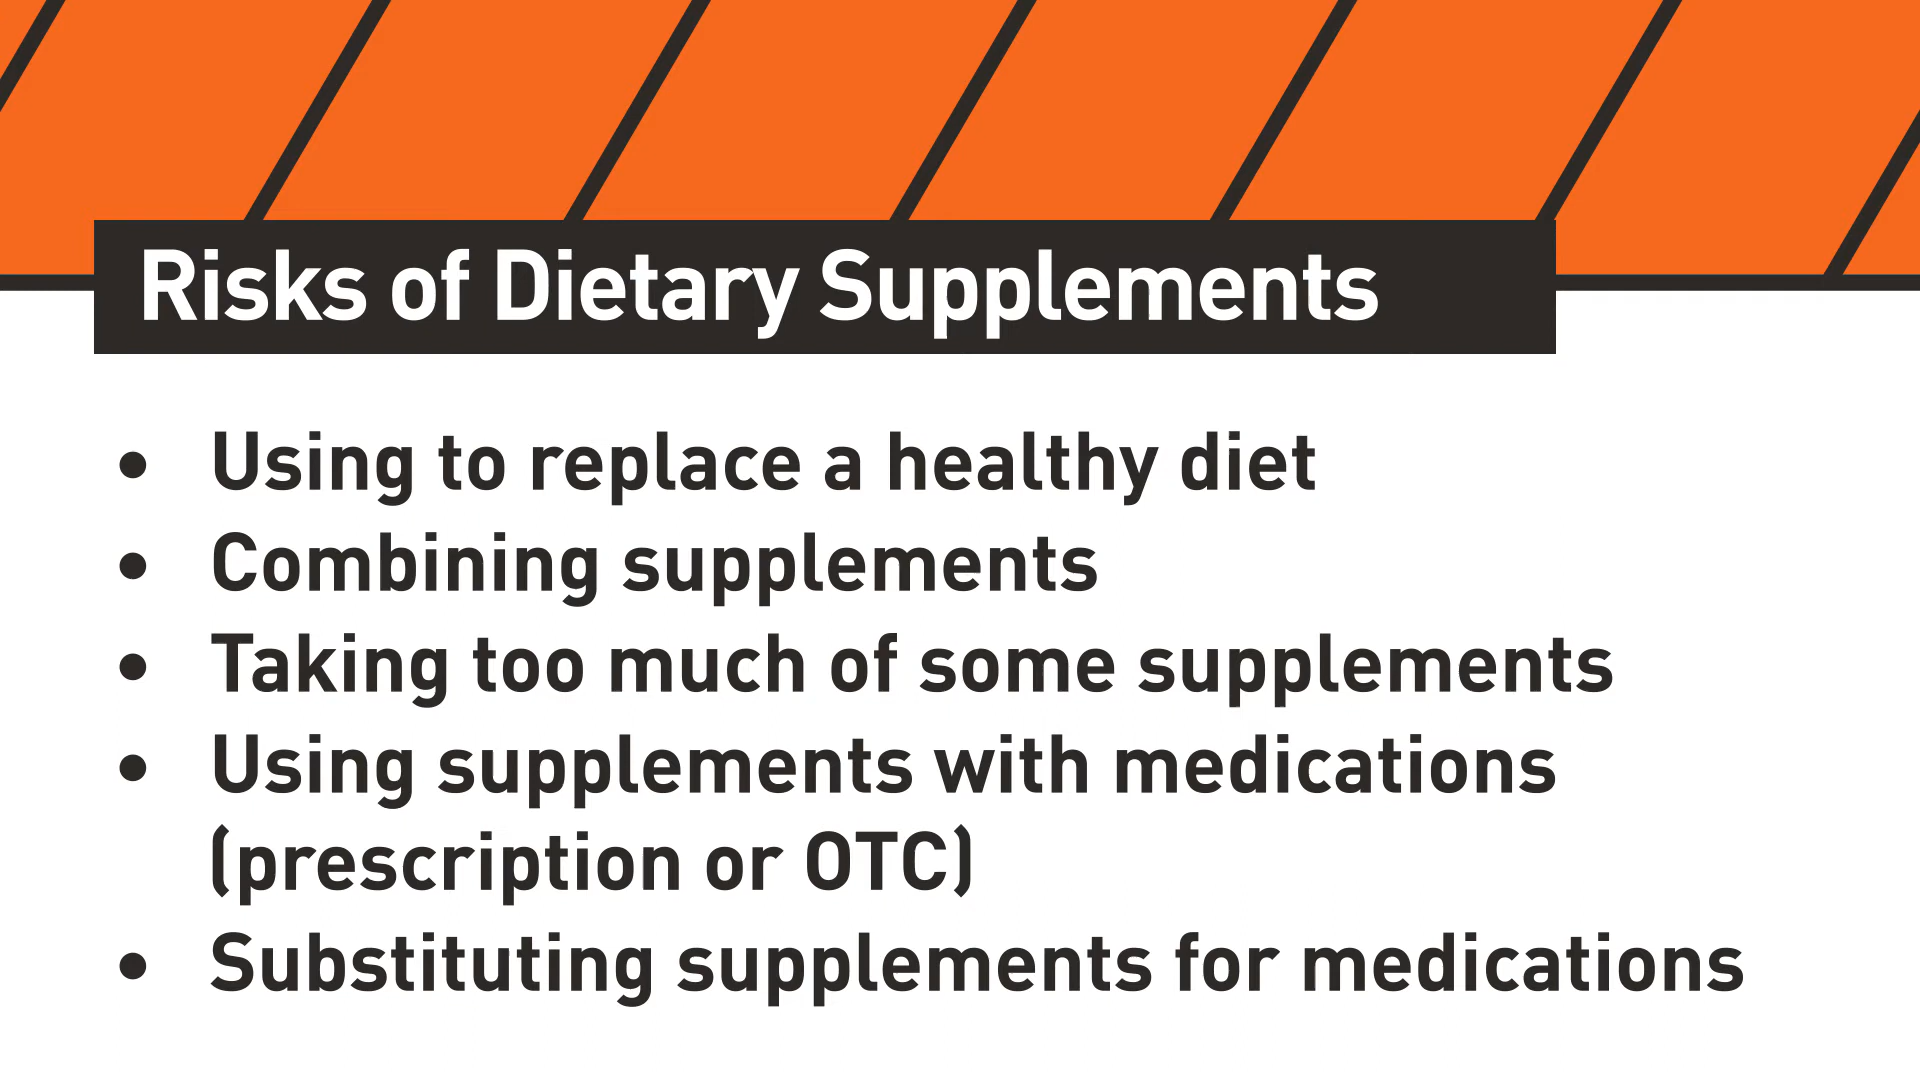 Risks of Dietary Supplements
• Using to replace a healthy diet
• Combining supplements
• Taking too much of some supplements
• Using supplements with medications
(prescription or OTC)
• Substituting supplements for medications